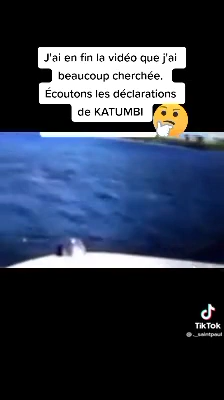 J'ai en fin la vidéo que j'ai
beaucoup cherchée.
Écoutons les déclarations
de KATUMBI
TikTok
@._saintpaul